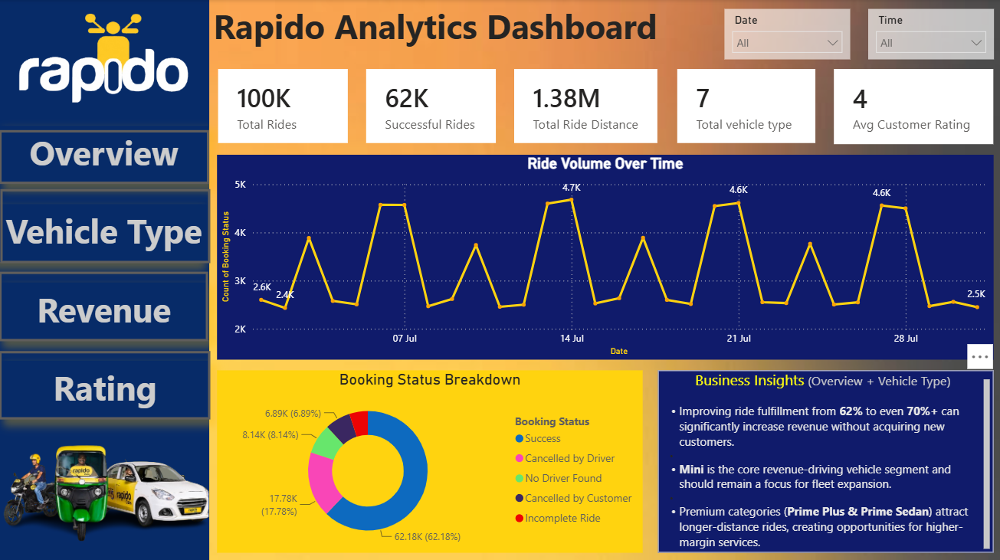 rapido
Rapido Analytics Dashboard
Date
All
Time
All
Overview
Vehicle Type
Revenue
Rating
100K
Total Rides
62K
Successful Rides
1.38M
Total Ride Distance
7
Total vehicle type
4
Avg Customer Rating
Ride Volume Over Time
Count of Booking Status
5K
4K
3K
2K
2.6K
2.4K
4.7K
4.6K
4.6K
2.5K
07 Jul
14 Jul
21 Jul
28 Jul
Date
Booking Status Breakdown
6.89K (6.89%)
8.14K (8.14%)
17.78K
(17.78%)
62.18K (62.18%)
Booking Status
Success
Cancelled by Driver
No Driver Found
Cancelled by Customer
Incomplete Ride
Business Insights (Overview + Vehicle Type)
• Improving ride fulfillment from 62% to even 70%+ can
significantly increase revenue without acquiring new
customers.
• Mini is the core revenue-driving vehicle segment and
should remain a focus for fleet expansion.
• Premium categories (Prime Plus & Prime Sedan) attract
longer-distance rides, creating opportunities for higher-
margin services.
rapido
rapido